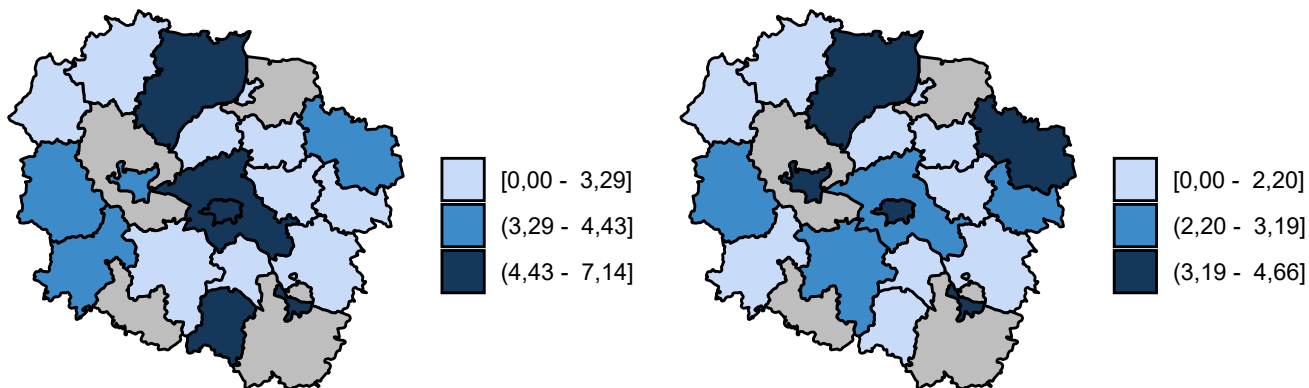 [0,00 - 3,29]
(3,29 - 4,43]
(4,43 - 7,14]
[0,00 - 2,20]
(2,20 - 3,19]
(3,19 - 4,66]